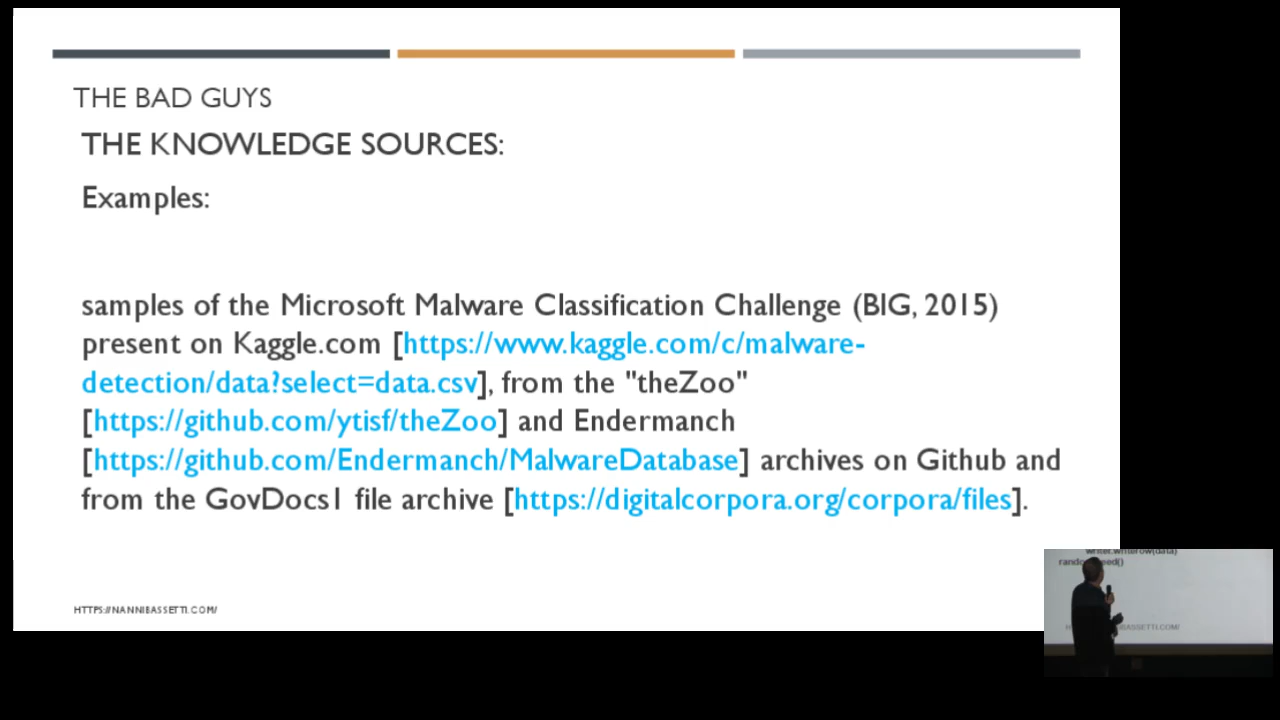 THE BAD GUYS
THE KNOWLEDGE SOURCES:
Examples:
samples of the Microsoft Malware Classification Challenge (BIG, 2015)
present on Kaggle.com [https://www.kaggle.com/c/malware-
detection/data?select=data.csv], from the "theZoo"
[https://github.com/ytisf/theZoo] and Endermanch
[https://github.com/Endermanch/MalwareDatabase] archives on Github and
from the GovDocs1 file archive [https://digitalcorpora.org/corpora/files].
HTTPS://NANNIBASSETTI.COM/
writer.writerow(data)